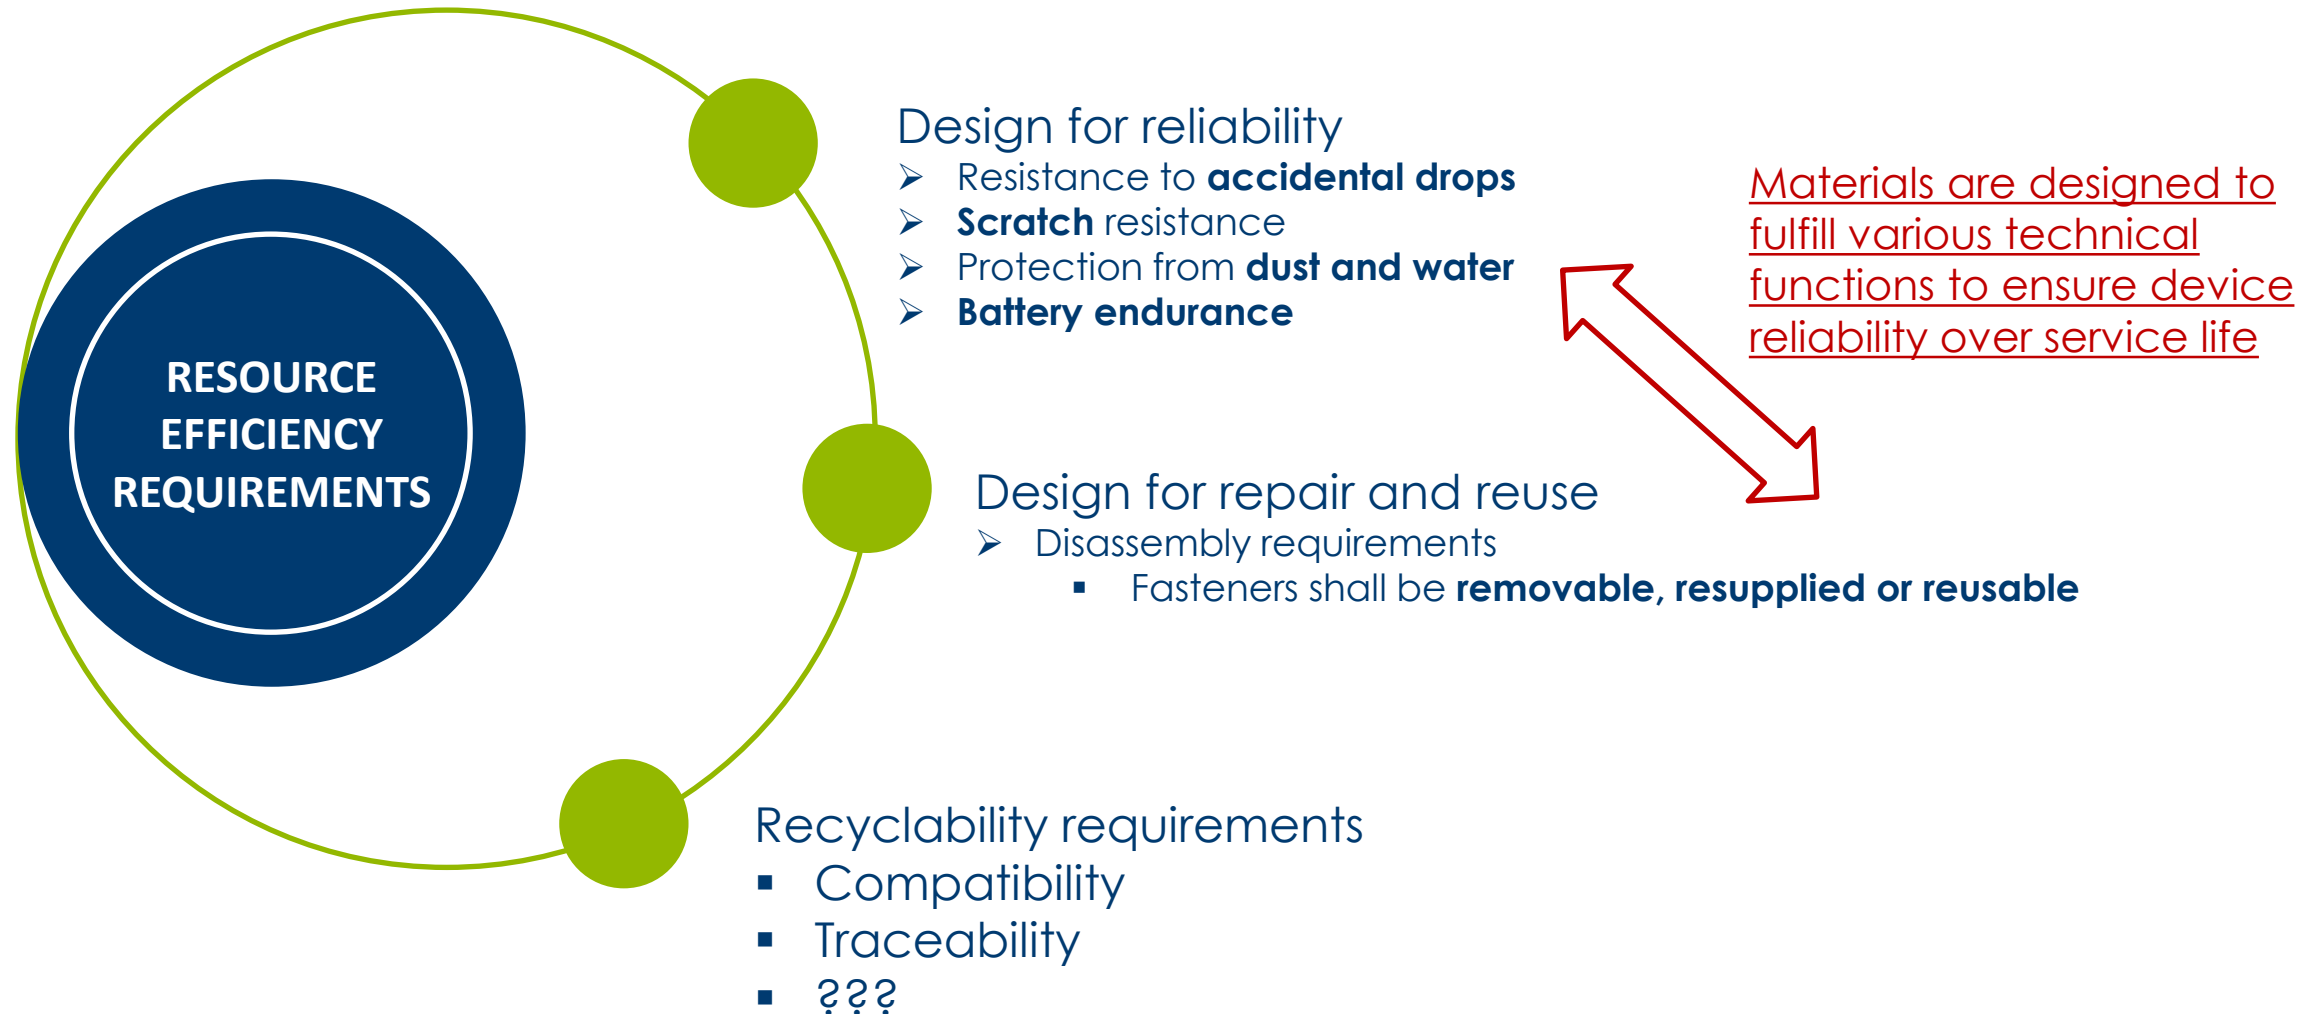 RESOURCE
EFFICIENCY
REQUIREMENTS
Design for reliability
➢ Resistance to accidental drops
➢ Scratch resistance
➢ Protection from dust and water
➢ Battery endurance
Materials are designed to
fulfill various technical
functions to ensure device
reliability over service life
Design for repair and reuse
➢ Disassembly requirements
▪ Fasteners shall be removable, resupplied or reusable
Recyclability requirements
▪ Compatibility
▪ Traceability
▪ ???